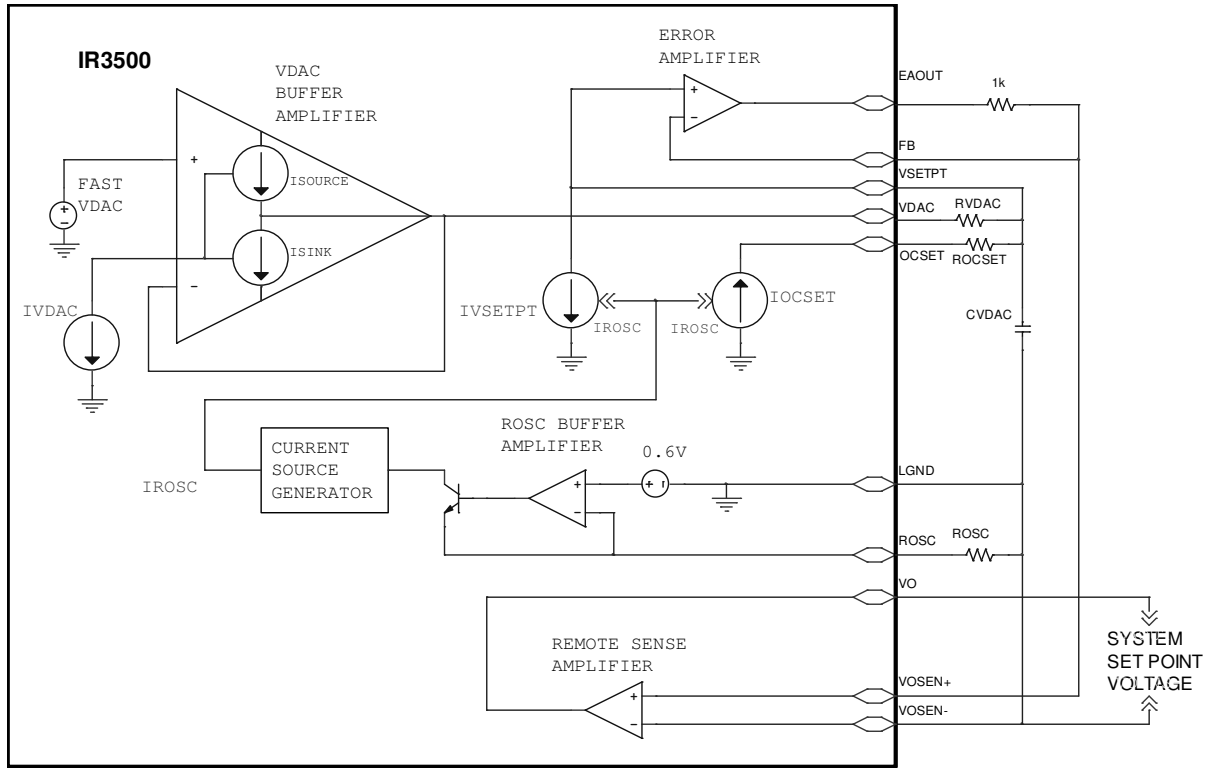 IR3500
VDAC
BUFFER
AMPLIFIER
ERROR
AMPLIFIER
+
-
EAOUT
1k
FB
VSETPT
VDAC
RVDAC
OCSET
ROCSET
CVDAC
+
-
ISOURCE
ISINK
FAST
VDAC
+
-
IVDAC
IVSETPT
IROSC
IROSC
IOCSET
ROSC BUFFER
AMPLIFIER
0.6V
CURRENT
SOURCE
GENERATOR
IROSC
+
-
+
LGND
ROSC
ROSC
VO
REMOTE SENSE
AMPLIFIER
+
-
VOSEN+
VOSEN-
SYSTEM
SET POINT
VOLTAGE